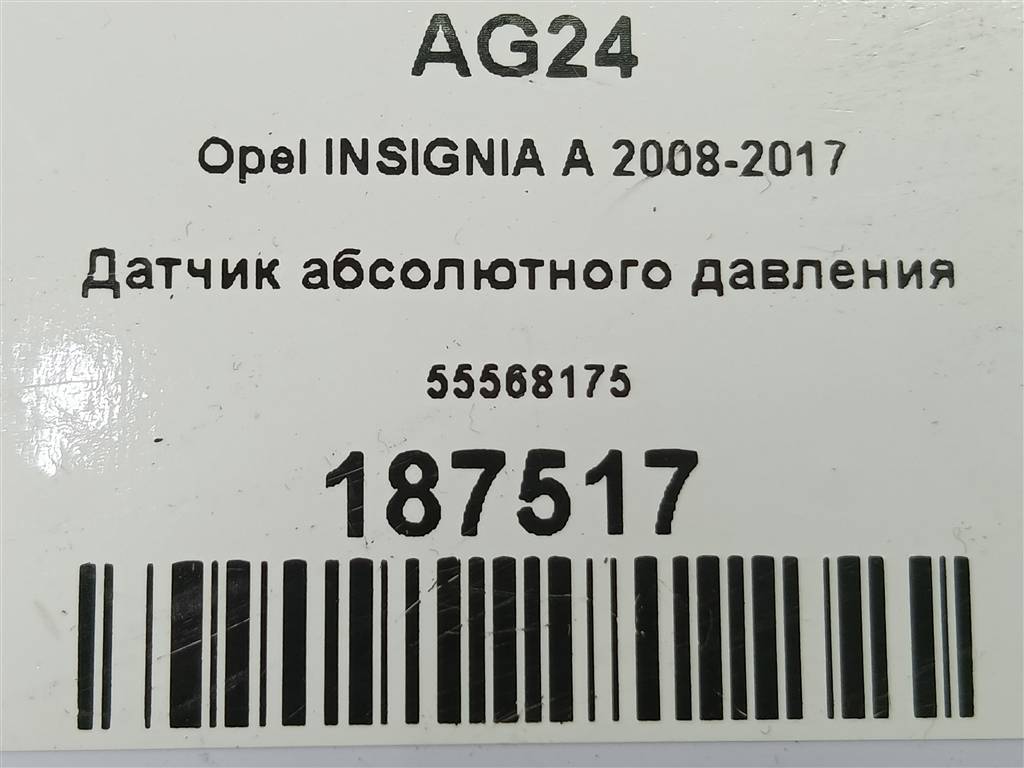 AG24
Opel INSIGNIA A 2008-2017
Датчик абсолютного давления
55568175
187517